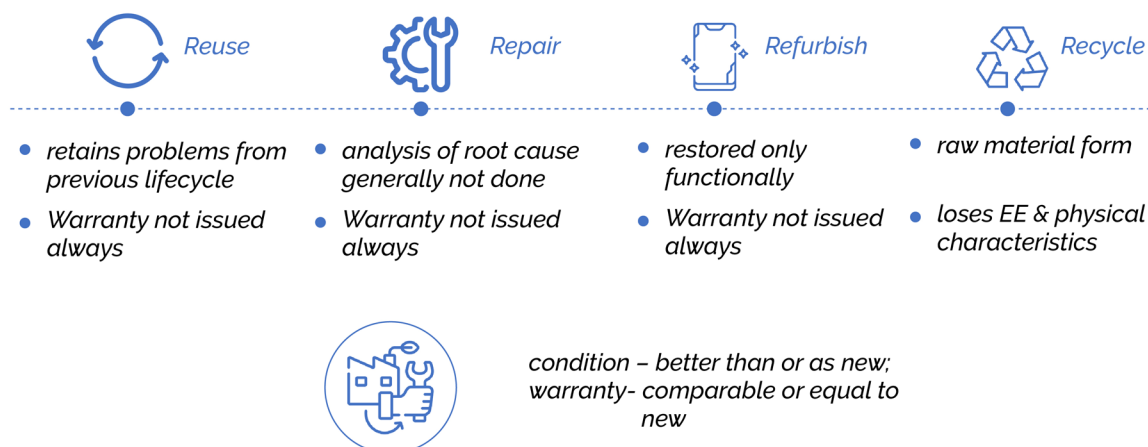 Reuse
Repair
Refurbish
Recycle
retains problems from
previous lifecycle
Warranty not issued
always
analysis of root cause
generally not done
Warranty not issued
always
restored only
functionally
Warranty not issued
always
raw material form
loses EE & physical
characteristics
condition – better than or as new;
warranty- comparable or equal to
new